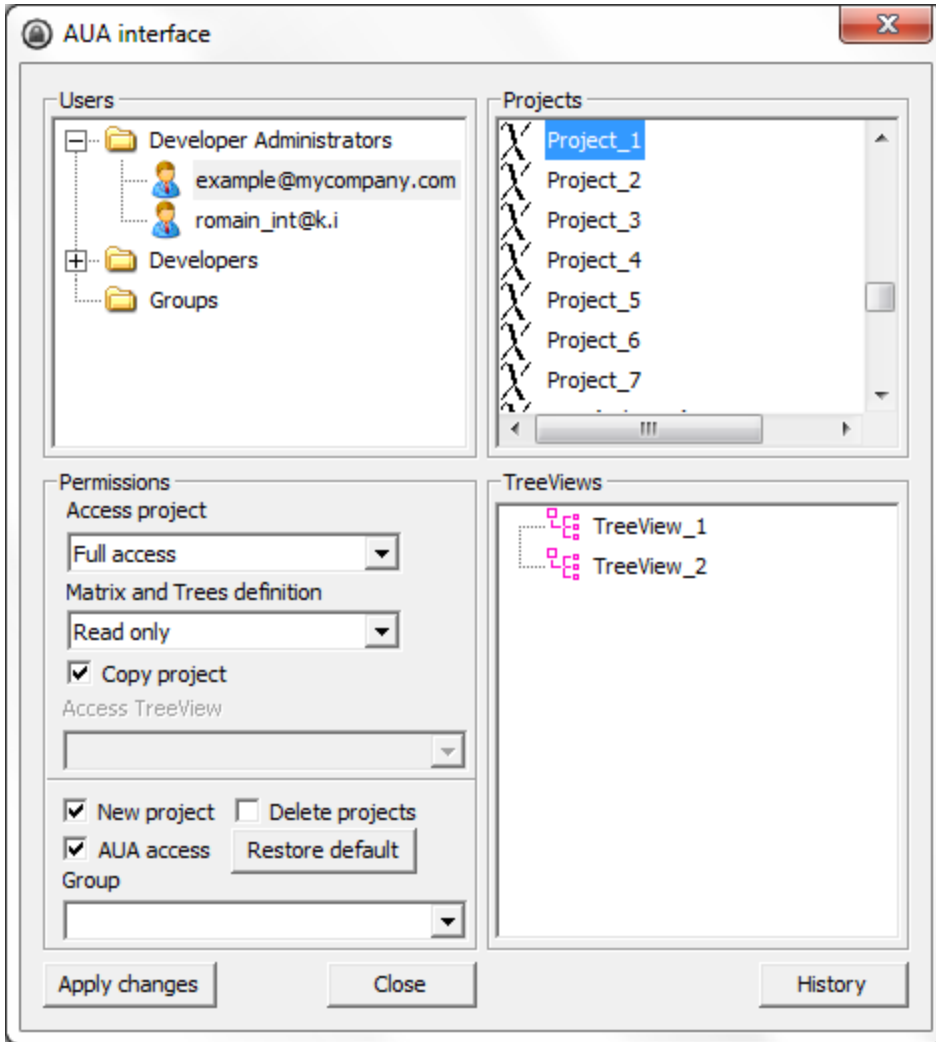 AUA interface
Users
Developer Administrators
example@mycompany.com
romain_int@k.i
Developers
Groups
Projects
Project_1
Project_2
Project_3
Project_4
Project_5
Project_6
Project_7
Permissions
Access project
Full access
Matrix and Trees definition
Read only
Copy project
Access TreeView
New project
Delete projects
AUA access
Restore default
Group
TreeViews
TreeView_1
TreeView_2
Apply changes
Close
History